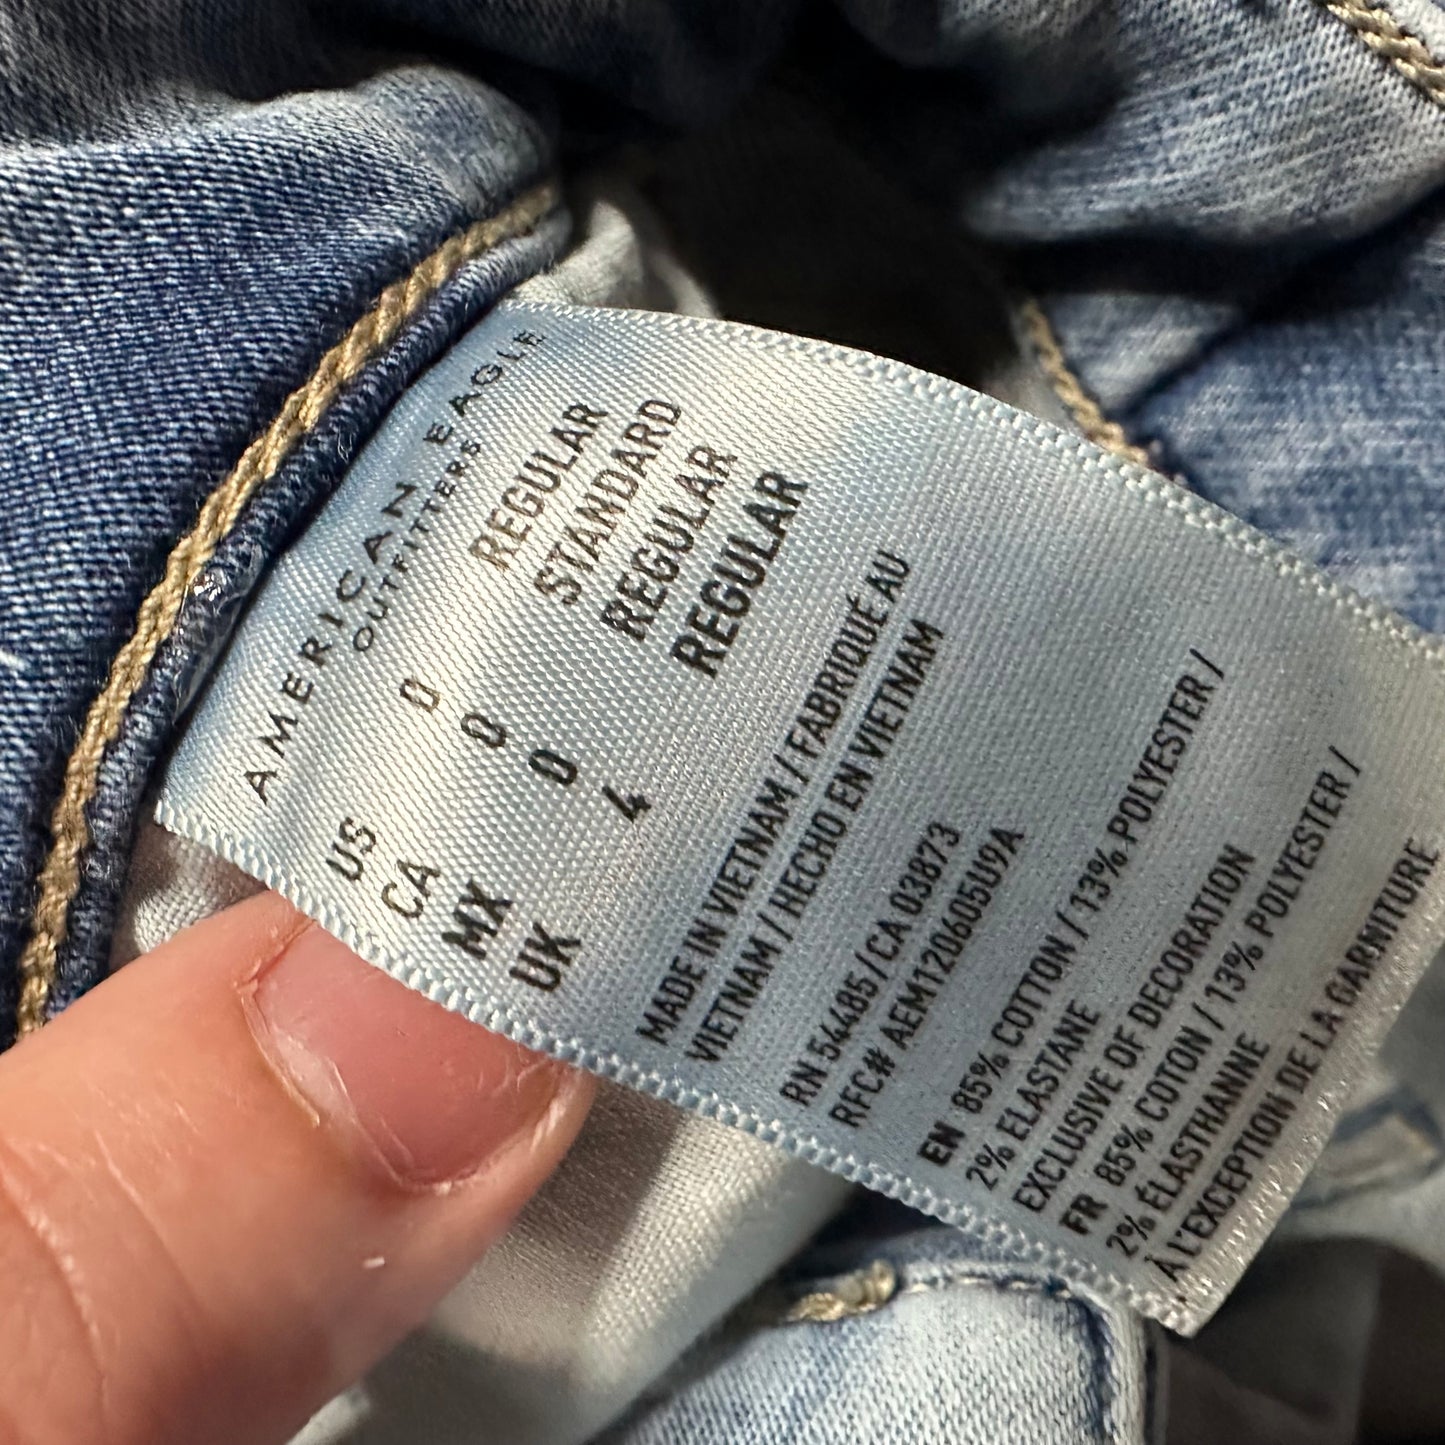 AMERICAN EAGLE
OUTFITTERS
US 0 REGULAR
CA 0 STANDARD
MX 0 REGULAR
UK 4 REGULAR
MADE IN VIETNAM / FABRIQUÉ AU
VIETNAM / HECHO EN VIETNAM
RN 54485 / CA 03873
RFC# AEM120605U9A
EN 85% COTTON / 13% POLYESTER /
2% ELASTANE
EXCLUSIVE OF DECORATION
FR 85% COTON / 13% POLYESTER /
2% ÉLASTHANNE
À L'EXCEPTION DE LA GARNITURE